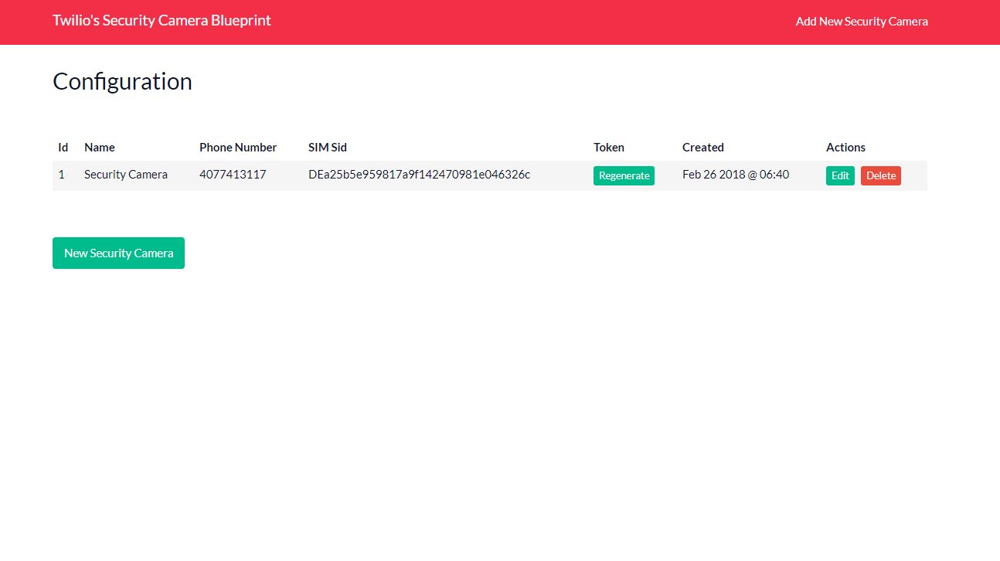 Twilio's Security Camera Blueprint Add New Security Camera
Configuration
Id Name Phone Number SIM Sid Token Created Actions
1 Security Camera 4077413117 DEa25b5e959817a9f142470981e046326c Regenerate Feb 26 2018 @ 06:40 Edit Delete
New Security Camera